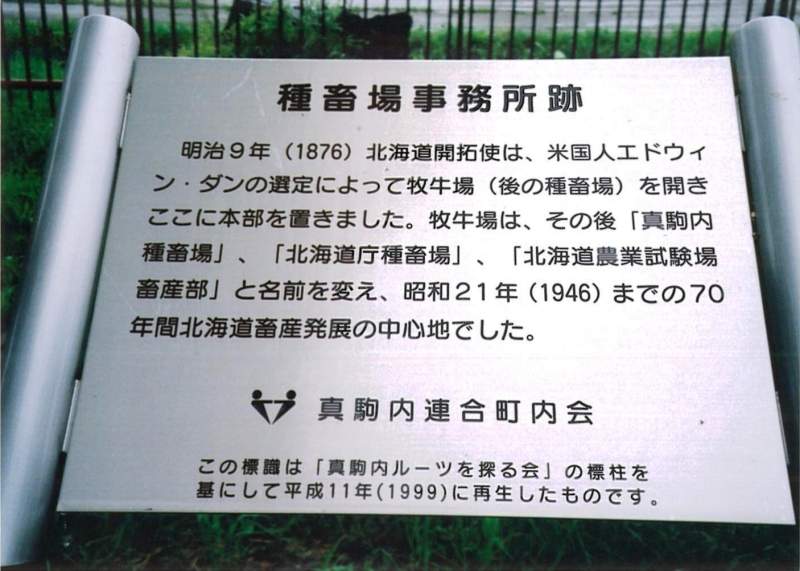 種畜場事務所跡
明治9年（1876）北海道開拓使は、米国人エドウィ
ン・ダンの選定によって牧牛場（後の種畜場）を開き
ここに本部を置きました。牧牛場は、その後「真駒内
種畜場」、「北海道庁種畜場」、「北海道農業試験場
畜産部」と名前を変え、昭和21年（1946）までの70
年間北海道畜産発展の中心地でした。
真駒内連合町内会
この標識は「真駒内ルーツを探る会」の標柱を
基にして平成11年(1999)に再生したものです。